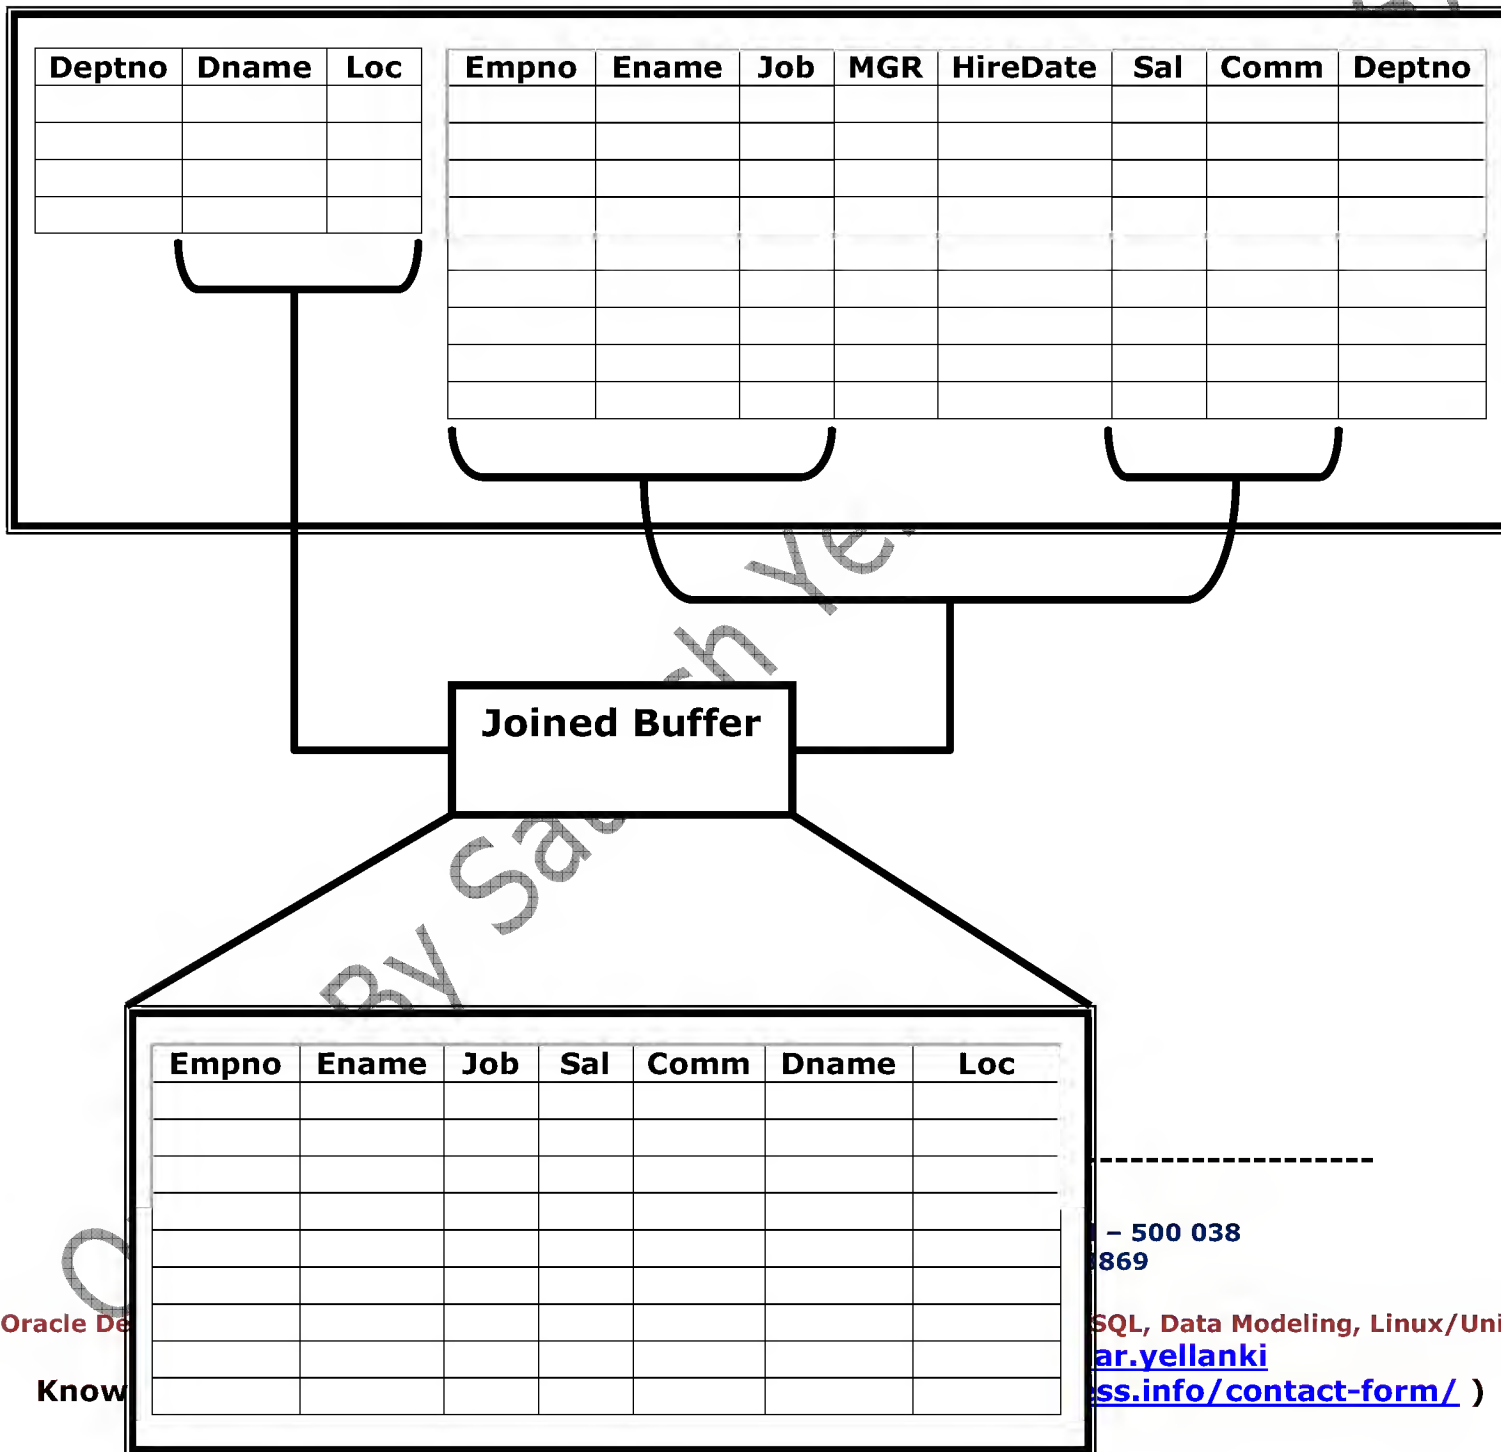 Deptno Dname Loc Empno Ename Job MGR HireDate Sal Comm Deptno
Joined Buffer
By
Empno Ename Job Sal Comm Dname Loc
– 500 038
869
Oracle De SQL, Data Modeling, Linux/Uni
ar.yellanki
Know ss.info/contact-form/ )